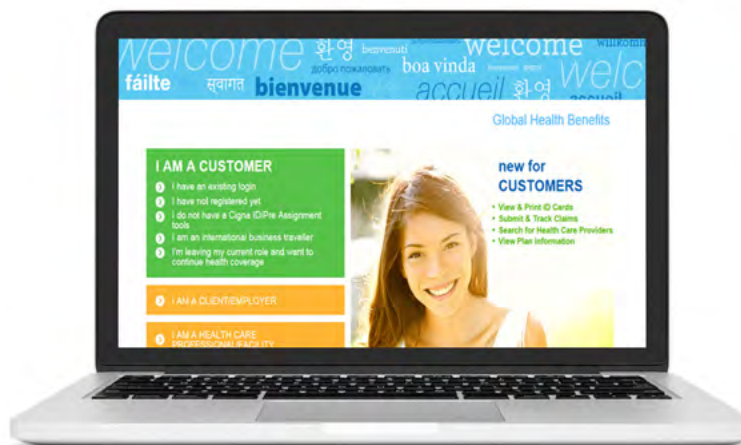 welcome 환영 benvenuti welcome willkomm
добро пожаловать boa vinda welc
fáilte स्वागत bienvenue accueil 환영 accueil
Global Health Benefits
I AM A CUSTOMER
I have an existing login
I have not registered yet
I do not have a Cigna ID/Pre Assignment
tools
I am an international business traveller
I'm leaving my current role and want to
continue health coverage
I AM A CLIENT/EMPLOYER
I AM A HEALTH CARE
PROFESSIONAL/FACILITY
new for
CUSTOMERS
• View & Print ID Cards
• Submit & Track Claims
• Search for Health Care Providers
• View Plan Information